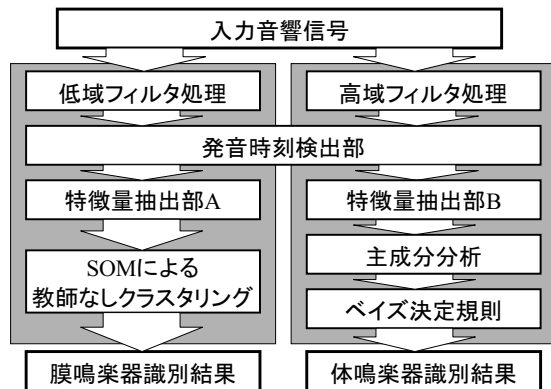 入力音響信号
低域フィルタ処理
高域フィルタ処理
発音時刻検出部
特徴量抽出部A
特徴量抽出部B
SOMによる
教師なしクラスタリング
主成分分析
ベイズ決定規則
膜鳴楽器識別結果
体鳴楽器識別結果